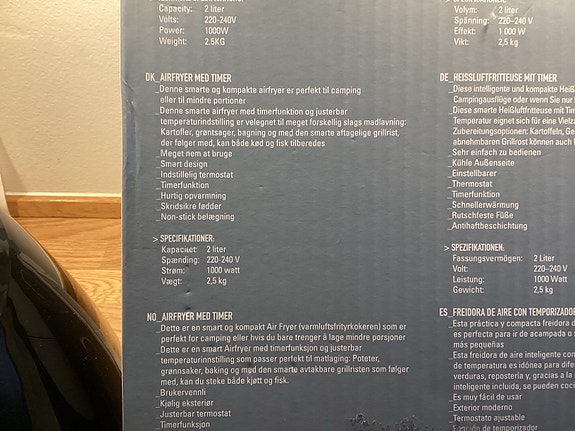 Capacity: 2 liter
Volts: 220-240V
Power: 1000W
Weight: 2.5KG
DK_AIRFRYER MED TIMER
_Denne smarte og kompakte airfryer er perfekt til camping
eller til mindre portioner
_Denne smarte airfryer med timerfunktion og justerbar
temperaturindstilling er velegnet til meget forskellig slags madlavning:
Kartofler, grøntsager, bagning og med den smarte aftagelige grillrist,
der følger med, kan både kød og fisk tilberedes
_Meget nem at bruge
_Smart design
_Indstillelig termostat
_Timerfunktion
_Hurtig opvarmning
_Skridsikre fødder
_Non-stick belægning
> SPECIFIKATIONER:
Kapacitet: 2 liter
Spænding: 220-240 V
Strøm: 1000 watt
Vægt: 2,5 kg
NO_AIRFRYER MED TIMER
_Dette er en smart og kompakt Air Fryer (varmluftsfrityrkokeren) som er
perfekt for camping eller hvis du bare trenger å lage mindre porsjoner
_Dette er en smart Airfryer med timerfunksjon og justerbar
temperaturinnstilling som passer perfekt til matlaging: Poteter,
grønnsaker, baking og med den smarte avtakbare grillristen som følger
med, kan du steke både kjøtt og fisk.
_Brukervennli
_Kjølig eksteriør
_Justerbar termostat
_Timerfunksjon
Volym: 2 liter
Spänning: 220–240 V
Effekt: 1 000 W
Vikt: 2,5 kg
DE_HEISSLUFTFRITTEUSE MIT TIMER
_Diese intelligente und kompakte Heiß
Campingausflüge oder wenn Sie nur
_Diese smarte Heißluftfritteuse mit Tim
Temperatur eignet sich für eine Vielza
Zubereitungsoptionen: Kartoffeln, Ge
abnehmbaren Grillrost können auch
_Sehr einfach zu bedienen
_Kühle Außenseite
_Einstellbarer
_Thermostat
_Timerfunktion
_Schnellerwärmung
_Rutschfeste Füße
_Antihaftbeschichtung
> SPEZIFIKATIONEN:
Fassungsvermögen: 2 Liter
Volt: 220–240 V
Leistung: 1000 Watt
Gewicht: 2,5 kg
ES_FREIDORA DE AIRE CON TEMPORIZADOR
_Esta práctica y compacta freidora d
es perfecta para ir de acampada o
más pequeñas
_Esta freidora de aire inteligente con
de temperatura es idónea para dife
verduras, repostería y, gracias a la
inteligente incluida, se pueden coci
_Es muy fácil de usar
_Exterior moderno
_Termostato ajustable
_Función de temporizador